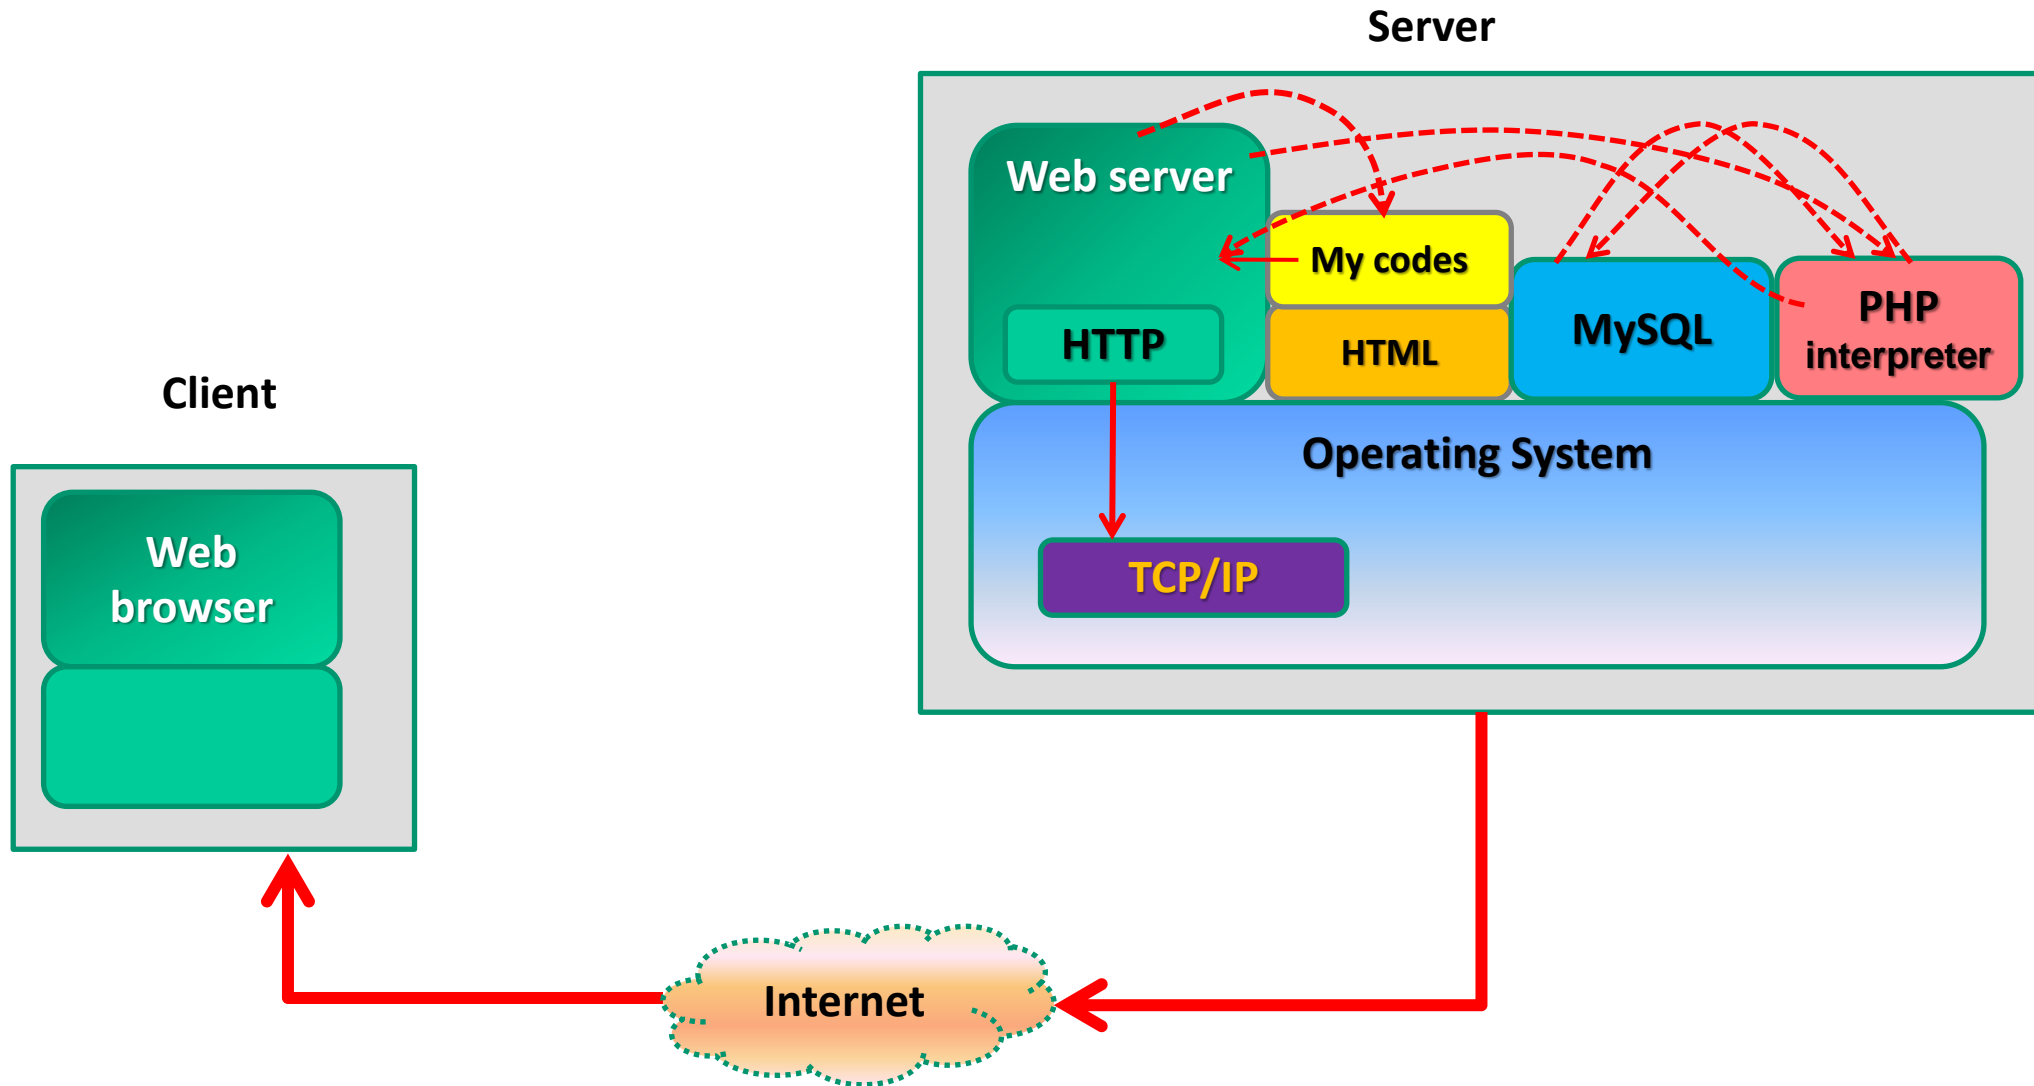 Server
Web server
My codes
HTTP
HTML
MySQL
PHP
interpreter
Operating System
TCP/IP
Client
Web
browser
Internet